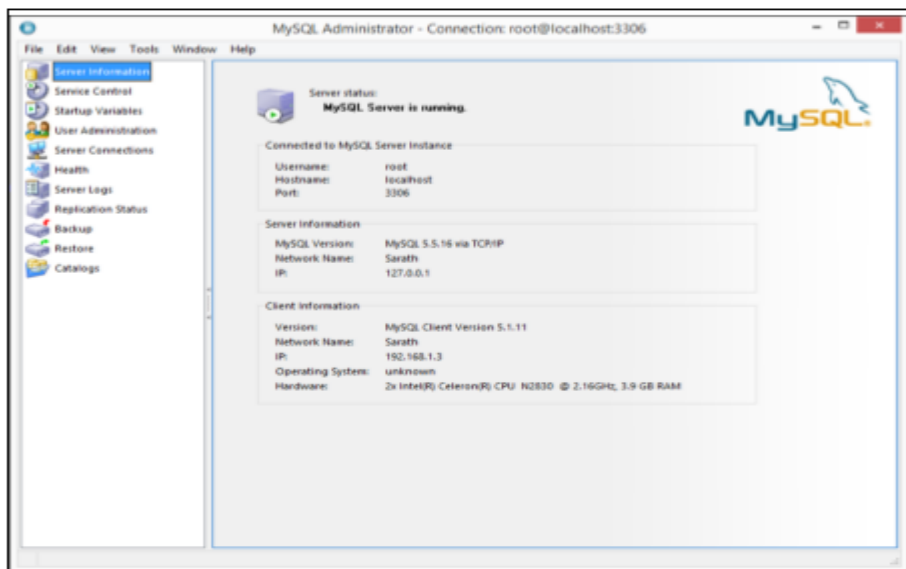 MySQL Administrator - Connection: root@localhost:3306
File Edit View Tools Window Help
Server Information
Service Control
Startup Variables
User Administration
Server Connections
Health
Server Logs
Replication Status
Backup
Restore
Catalogs
Server status:
MySQL Server is running.
MySQL
Connected to MySQL Server Instance
Username: root
Hostname: localhost
Port: 3306
Server Information
MySQL Version: MySQL 5.5.16 via TCP/IP
Network Name: Sarath
IP: 127.0.0.1
Client Information
Version: MySQL Client Version 5.1.11
Network Name: Sarath
IP: 192.168.1.3
Operating System: unknown
Hardware: 2x Intel(R) Celeron(R) CPU N2830 @ 2.16GHz, 3.9 GB RAM